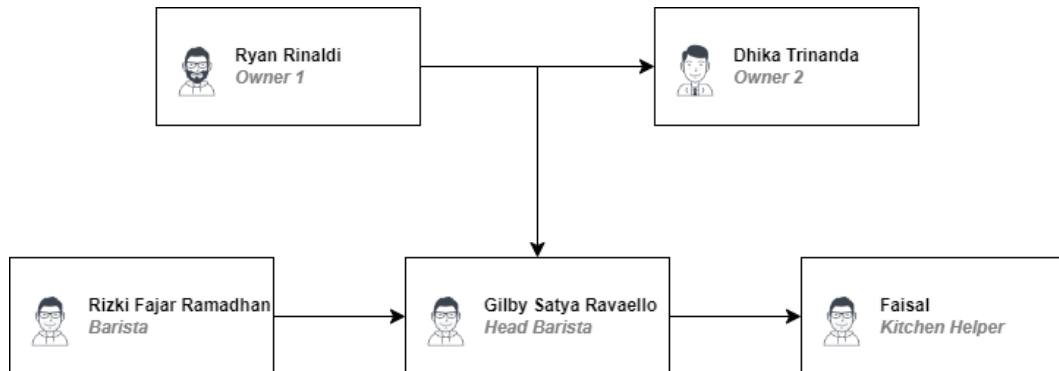 Ryan Rinaldi
Owner 1
Dhika Trinanda
Owner 2
Rizki Fajar Ramadhan
Barista
Gilby Satya Ravaello
Head Barista
Faisal
Kitchen Helper